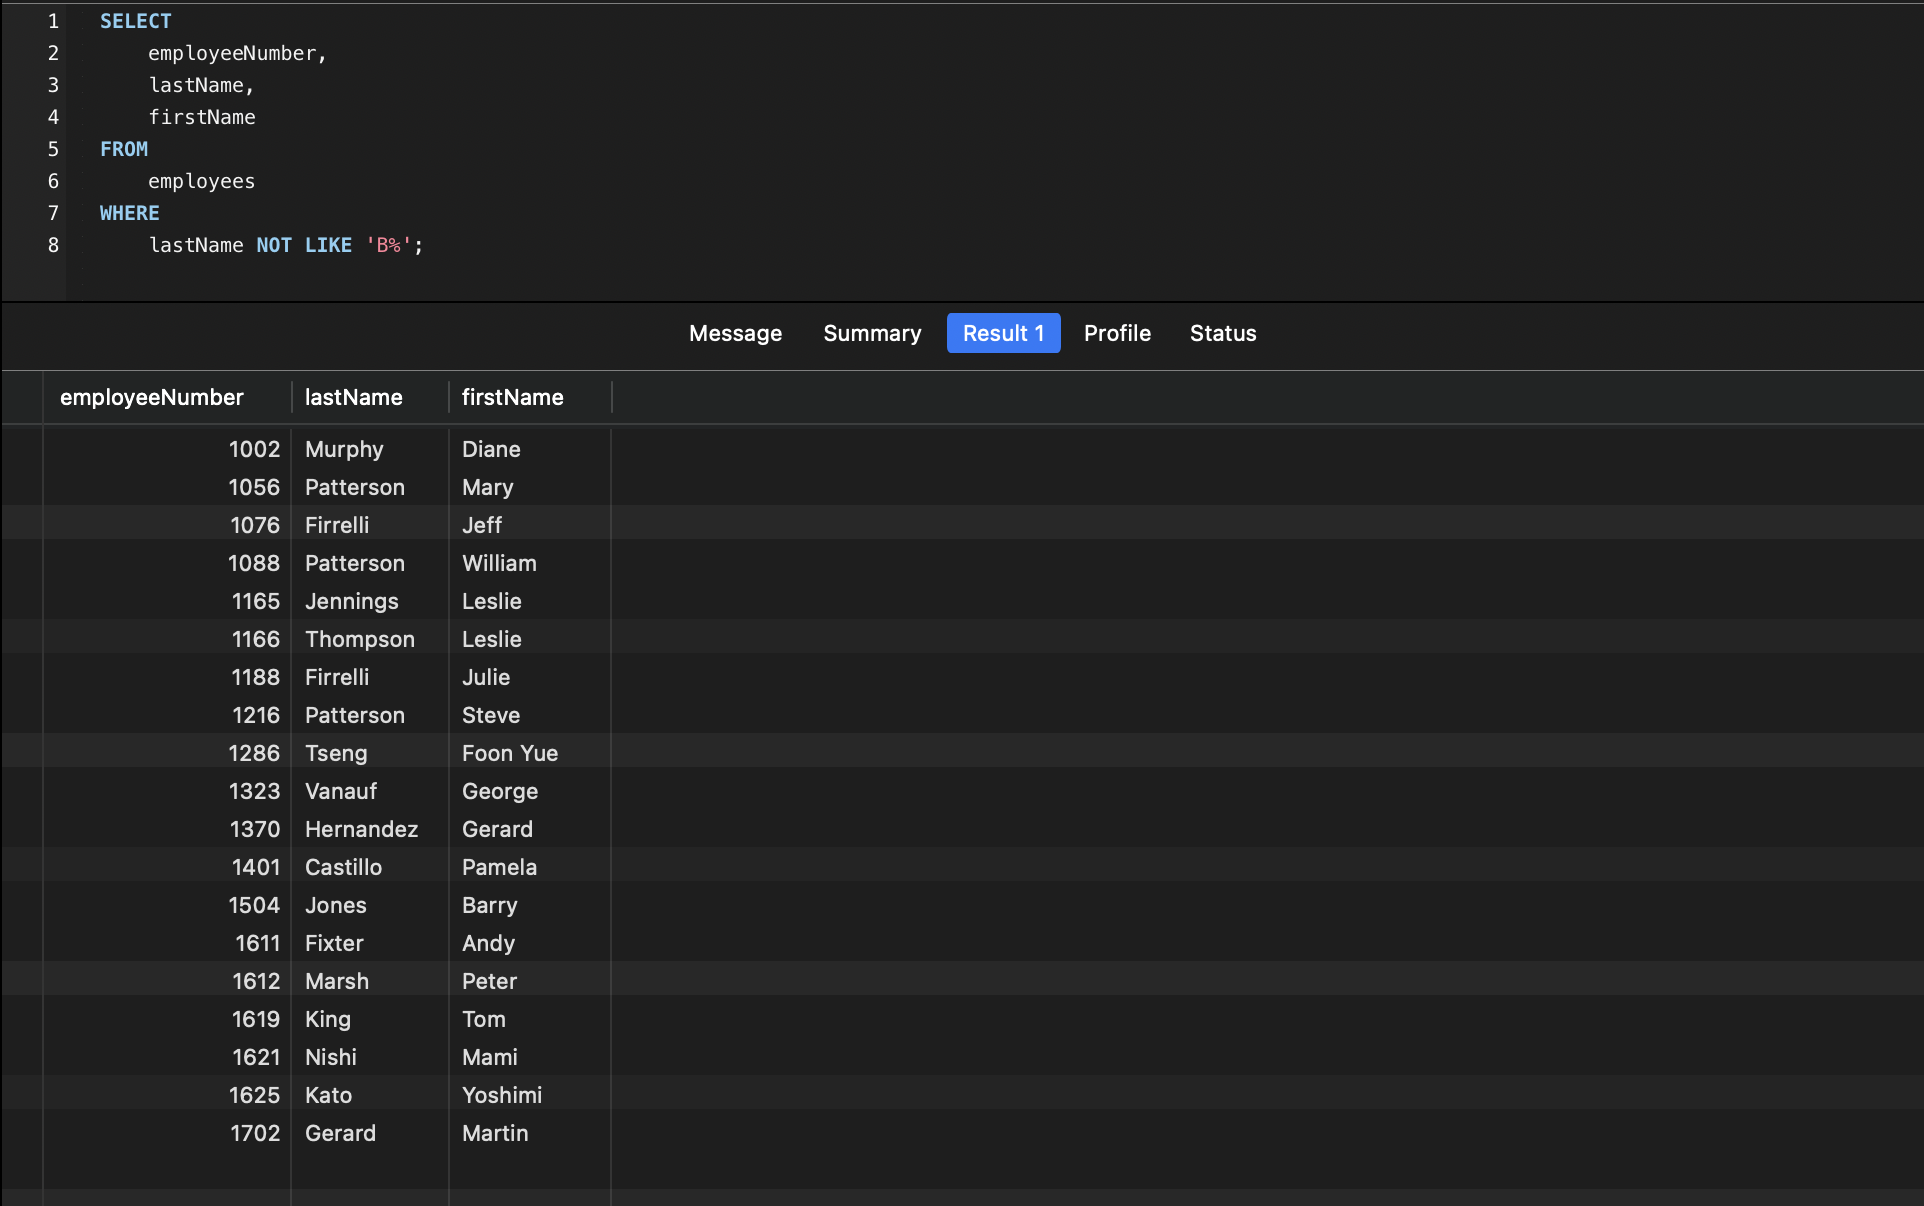 1 SELECT
2 employeeNumber,
3 lastName,
4 firstName
5 FROM
6 employees
7 WHERE
8 lastName NOT LIKE 'B%';
Message Summary Result 1 Profile Status
employeeNumber lastName firstName
1002 Murphy Diane
1056 Patterson Mary
1076 Firrelli Jeff
1088 Patterson William
1165 Jennings Leslie
1166 Thompson Leslie
1188 Firrelli Julie
1216 Patterson Steve
1286 Tseng Foon Yue
1323 Vanauf George
1370 Hernandez Gerard
1401 Castillo Pamela
1504 Jones Barry
1611 Fixter Andy
1612 Marsh Peter
1619 King Tom
1621 Nishi Mami
1625 Kato Yoshimi
1702 Gerard Martin